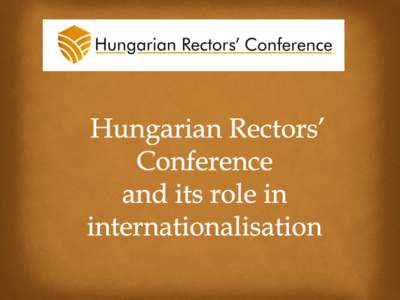 Hungarian Rectors’ Conference
Hungarian Rectors’
Conference
and its role in
internationalisation